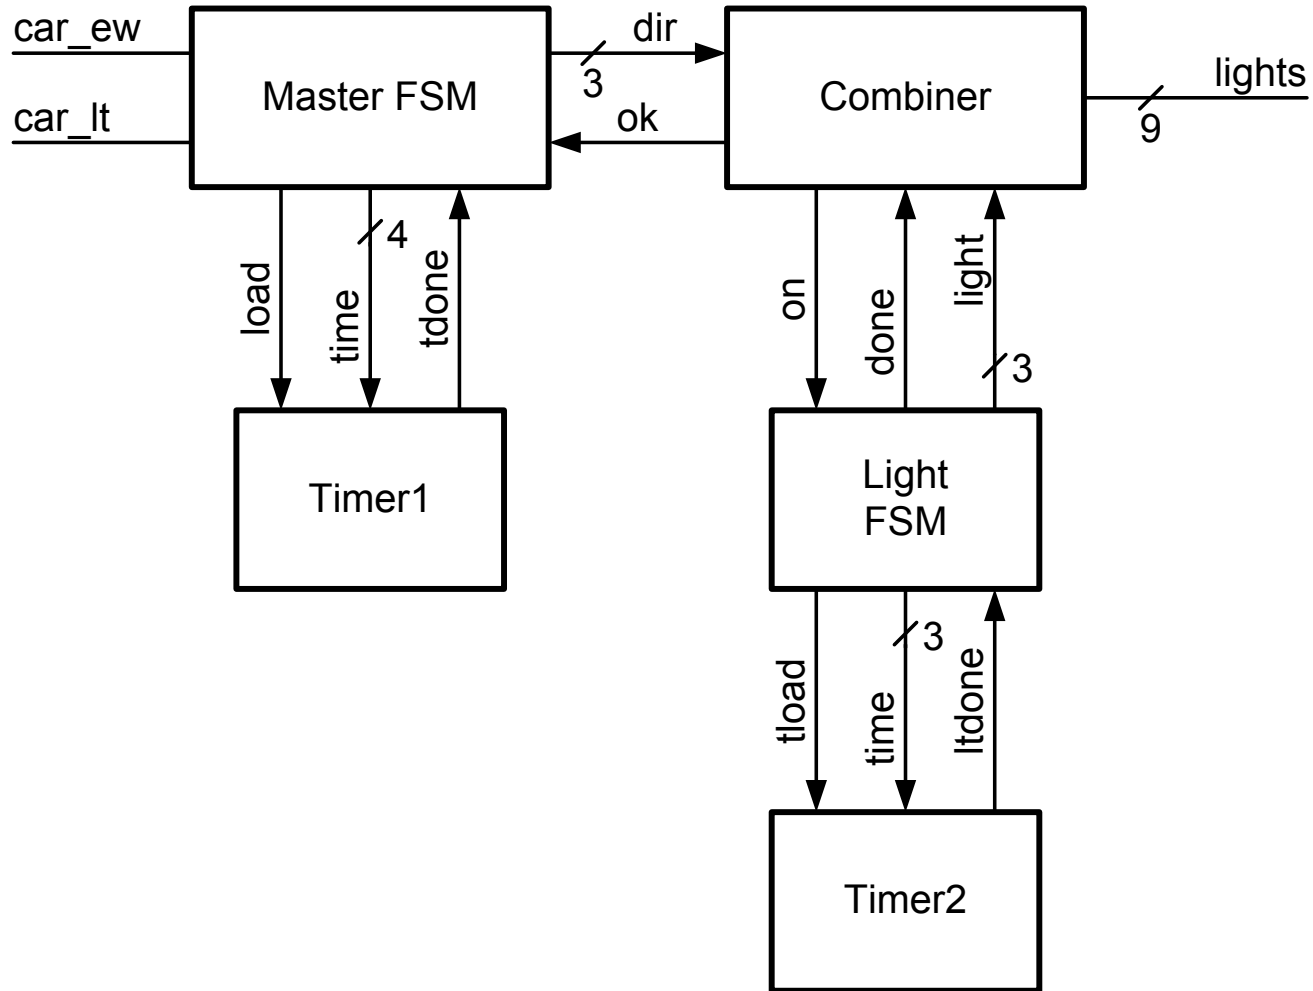 car_ew
car_lt
Master FSM
dir
3
ok
Combiner
lights
9
load
time
4
tdone
on
done
light
3
Timer1
Light
FSM
tload
time
3
ltdone
Timer2